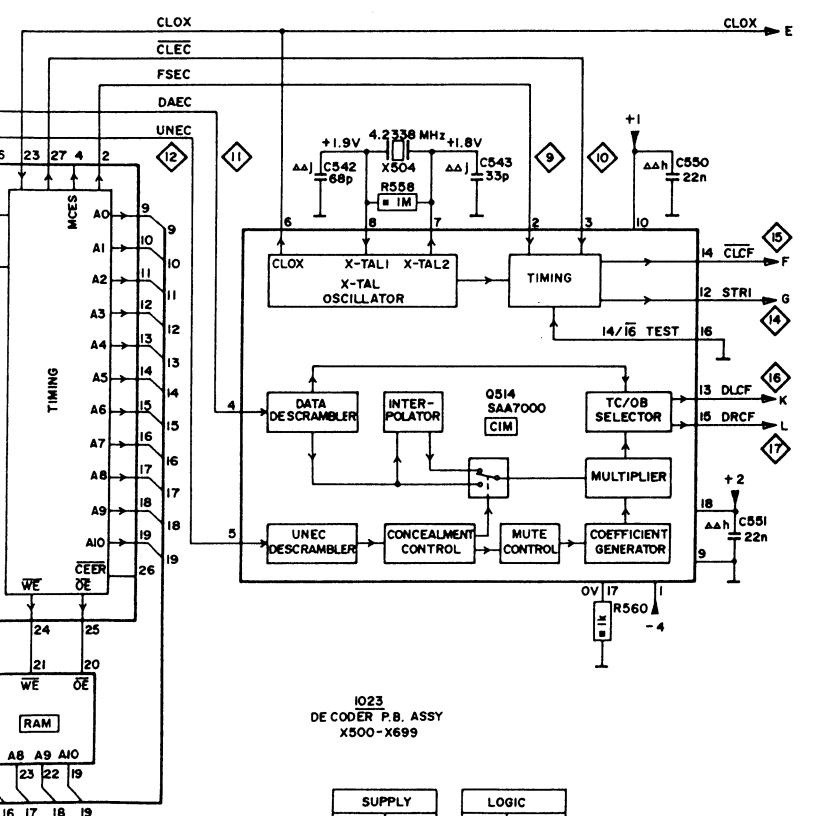 CLOX
CLOX
E
CLEC
FSEC
DAEC
UNEC
23 27 4 2
12
11
+1.9V
4.2338 MHz
+1.8V
ΔΔj
C542
68p
X504
R558
1M
ΔΔj
C543
33p
9
10
+1
ΔΔh
C550
22n
6
8
7
2
3
10
CLOX
X-TAL1
X-TAL2
X-TAL
OSCILLATOR
TIMING
14
CLCF
F
15
12
STR1
G
14
14/16 TEST
16
MCES
TIMING
A0 9
9
A1 10
10
A2 11
11
A3 12
12
A4 13
13
A5 14
14
A6 15
15
A7 16
16
A8 17
17
A9 18
18
A10 19
19
CEER
26
WE
OE
24
25
21
20
WE
OE
RAM
A8 A9 A10
23 22 19
16 17 18 19
4
DATA
DESCRAMBLER
INTER-
POLATOR
Q514
SAA7000
CIM
TC/OB
SELECTOR
13 DLCF
K
16
15 DRCF
L
17
MULTIPLIER
5
UNEC
DESCRAMBLER
CONCEALMENT
CONTROL
MUTE
CONTROL
COEFFICIENT
GENERATOR
18
+2
ΔΔh
C551
22n
9
0V
17
1
1k
R560
-4
1023
DECODER P.B. ASSY
X500-X699
SUPPLY
LOGIC